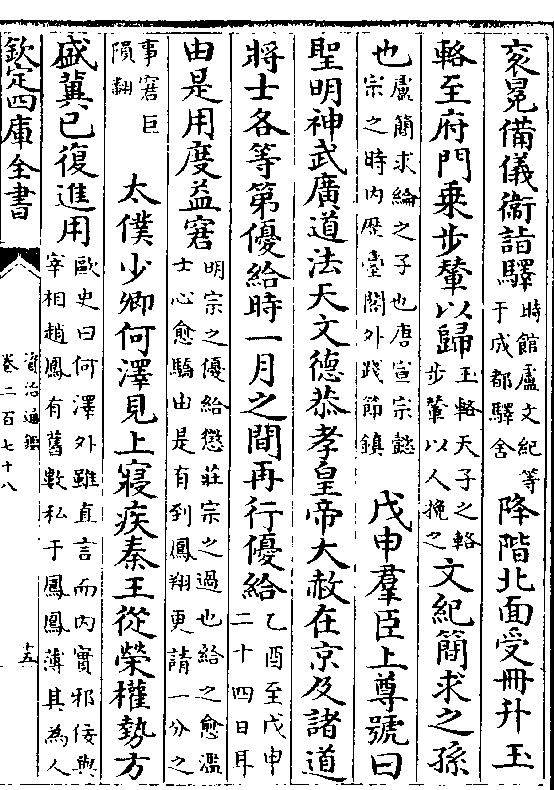 衮冕備儀衛詣驛時館盧文紀等于成都驛舍降階北面受冊升玉
輅至府門乗步輦以歸玉輅天子之輅步輦以人挽之文紀簡求之孫
也盧簡求綸之子也唐宣宗懿宗之時内歴臺閣外踐節鎮戊申羣臣上尊號曰
聖明神武廣道法天文德恭孝皇帝大赦在京及諸道
將士各等第優給時一月之間再行優給乙酉至戊申二十四日耳
由是用度益窘明宗之優給懲莊宗之過也給之愈濫士心愈驕由是有到鳳翔更請一分之
事窘巨隕翻太僕少卿何澤見上寢疾秦王從榮權勢方
盛冀已復進用歐史曰何澤外雖直言而内實邪佞與宰相趙鳳有舊數私于鳳鳳薄其為人
欽定四庫全書
資治通鑑
卷二百七十八
十五